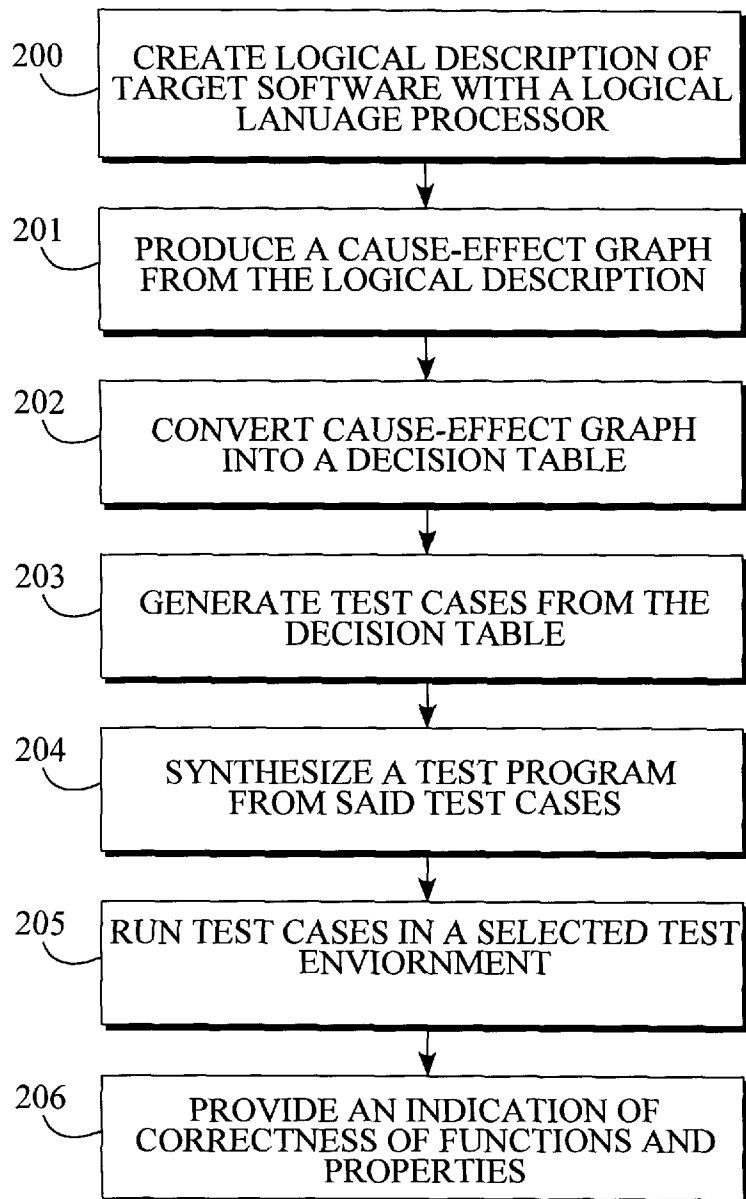 200
CREATE LOGICAL DESCRIPTION OF
TARGET SOFTWARE WITH A LOGICAL
LANUAGE PROCESSOR
201
PRODUCE A CAUSE-EFFECT GRAPH
FROM THE LOGICAL DESCRIPTION
202
CONVERT CAUSE-EFFECT GRAPH
INTO A DECISION TABLE
203
GENERATE TEST CASES FROM THE
DECISION TABLE
204
SYNTHESIZE A TEST PROGRAM
FROM SAID TEST CASES
205
RUN TEST CASES IN A SELECTED TEST
ENVIORNMENT
206
PROVIDE AN INDICATION OF
CORRECTNESS OF FUNCTIONS AND
PROPERTIES